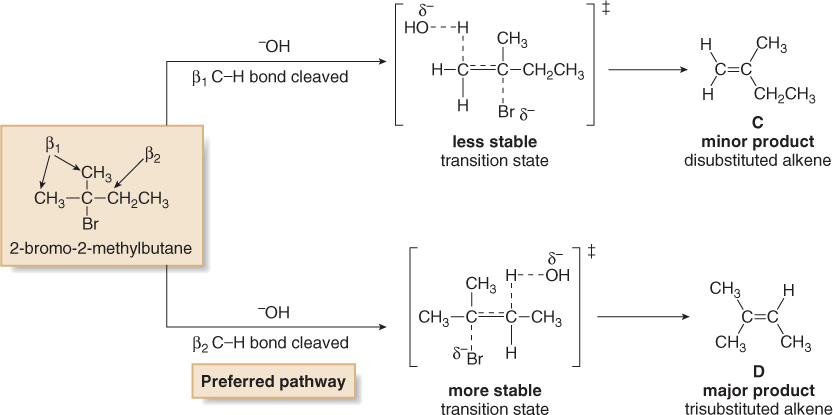 ⁻OH
β₁ C–H bond cleaved
δ⁻
HO---H
CH₃
H–C=C–CH₂CH₃
H
Br δ⁻
‡
less stable
transition state
H
CH₃
C=C
H
CH₂CH₃
C
minor product
disubstituted alkene
β₁
β₂
CH₃
CH₃–C–CH₂CH₃
Br
2-bromo-2-methylbutane
⁻OH
β₂ C–H bond cleaved
Preferred pathway
δ⁻
H---OH
CH₃
CH₃–C=C–CH₃
δ⁻Br
H
‡
more stable
transition state
CH₃
H
C=C
CH₃
CH₃
D
major product
trisubstituted alkene